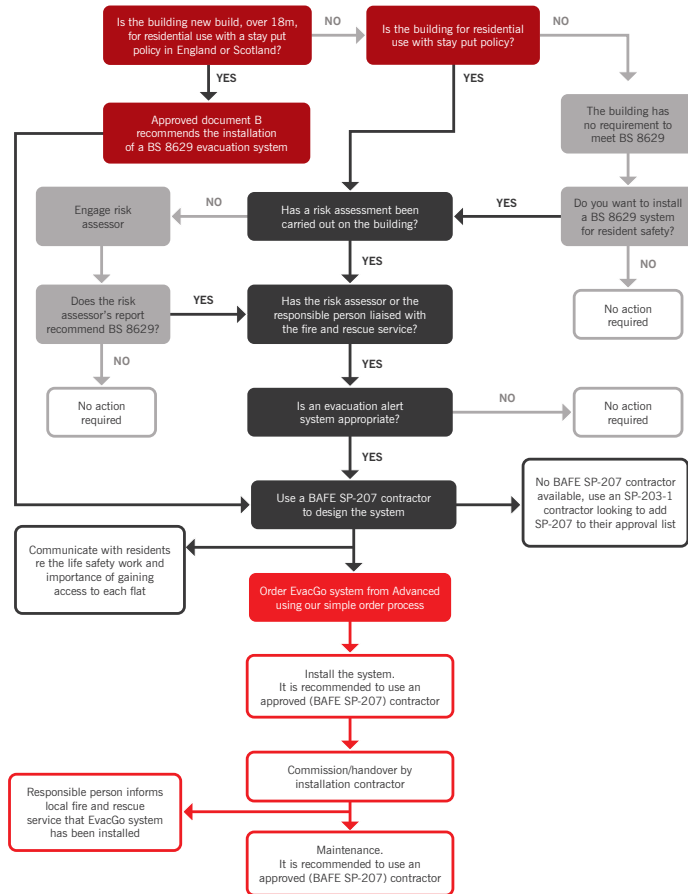 Is the building new build, over 18m,
for residential use with a stay put
policy in England or Scotland?
NO
Is the building for residential
use with stay put policy?
NO
YES
YES
Approved document B
recommends the installation
of a BS 8629 evacuation system
The building has
no requirement to
meet BS 8629
Engage risk
assessor
NO
Has a risk assessment been
carried out on the building?
YES
Do you want to install
a BS 8629 system
for resident safety?
YES
NO
Does the risk
assessor's report
recommend BS 8629?
YES
Has the risk assessor or the
responsible person liaised with
the fire and rescue service?
No action
required
NO
YES
No action
required
Is an evacuation alert
system appropriate?
NO
No action
required
YES
Use a BAFE SP-207 contractor
to design the system
No BAFE SP-207 contractor
available, use an SP-203-1
contractor looking to add
SP-207 to their approval list
Communicate with residents
re the life safety work and
importance of gaining
access to each flat
Order EvacGo system from Advanced
using our simple order process
Install the system.
It is recommended to use an
approved (BAFE SP-207) contractor
Commission/handover by
installation contractor
Responsible person informs
local fire and rescue
service that EvacGo system
has been installed
Maintenance.
It is recommended to use an
approved (BAFE SP-207) contractor